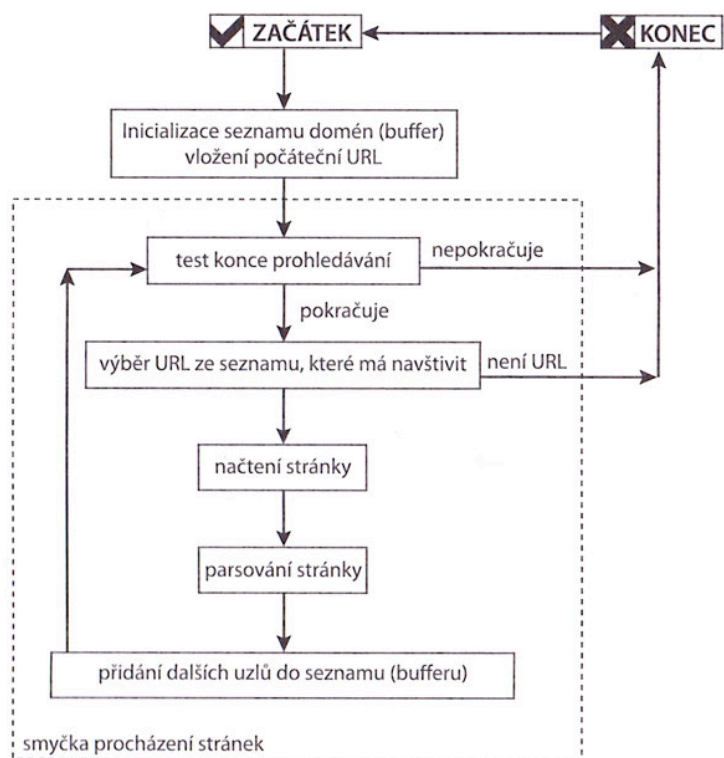 ZAČÁTEK
KONEC
Inicializace seznamu domén (buffer)
vložení počáteční URL
test konce prohledávání
nepokračuje
pokračuje
výběr URL ze seznamu, které má navštívit
není URL
načtení stránky
parsování stránky
přidání dalších uzlů do seznamu (bufferu)
smyčka procházení stránek